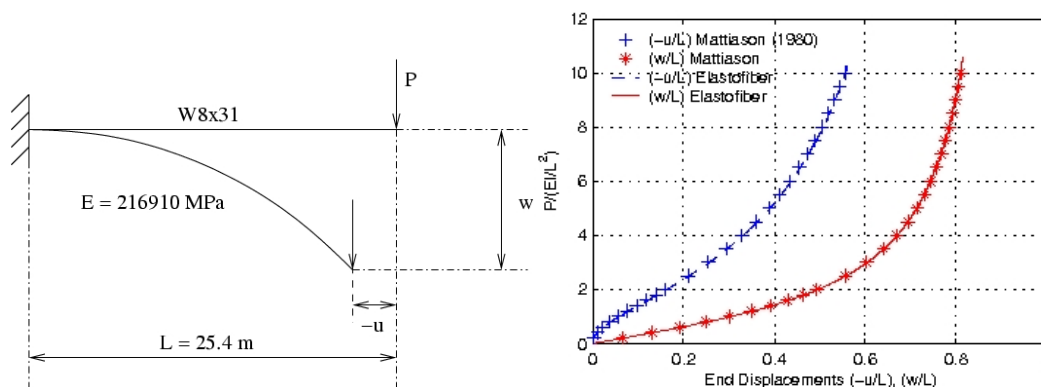 P
W8x31
E = 216910 MPa
w
−u
L = 25.4 m
12
10
8
6
4
2
0
P/(EI/L²)
(−u/L) Mattiason (1980)
(w/L) Mattiason
(−u/L) Elastofiber
(w/L) Elastofiber
0 0.2 0.4 0.6 0.8
End Displacements (−u/L), (w/L)